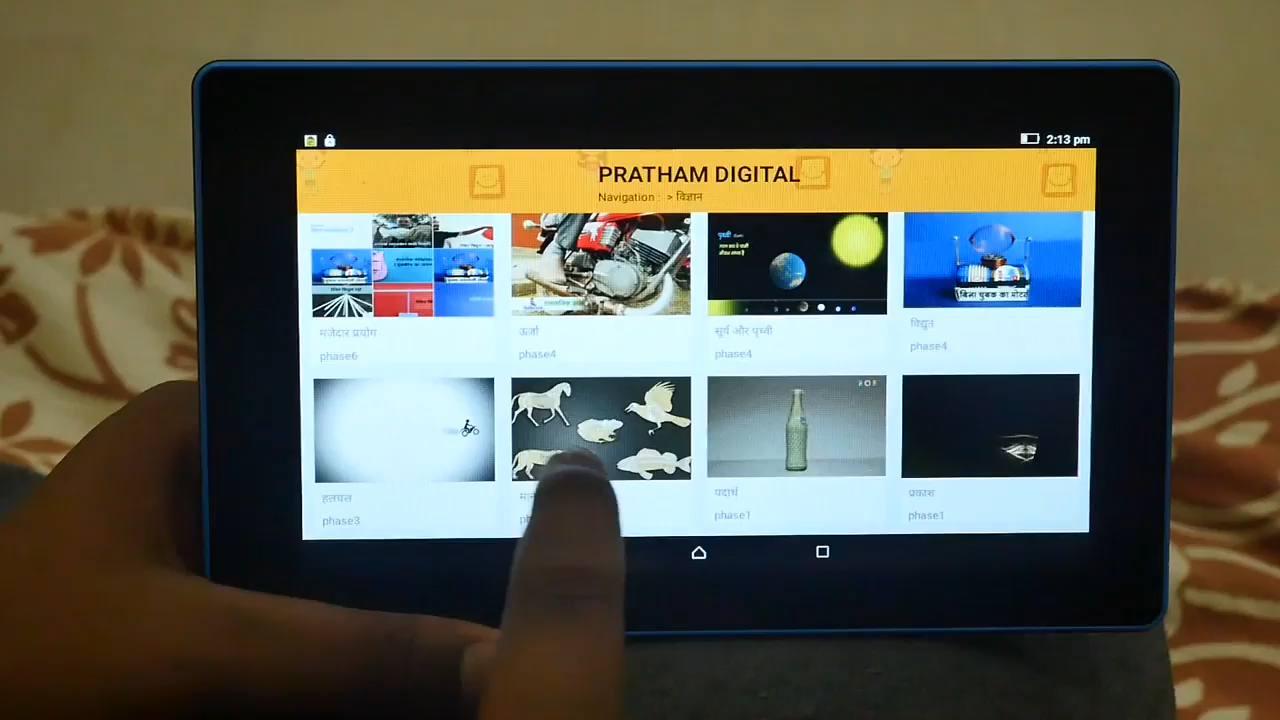 2:13 pm
PRATHAM DIGITAL
Navigation : > विज्ञान
पृथ्वी
बिना चुंबक का मोटर
मजेदार प्रयोग
ऊर्जा
सूर्य और पृथ्वी
विद्युत
phase6
phase4
phase4
phase4
हलचल
पदार्थ
प्रकाश
phase3
phase1
phase1